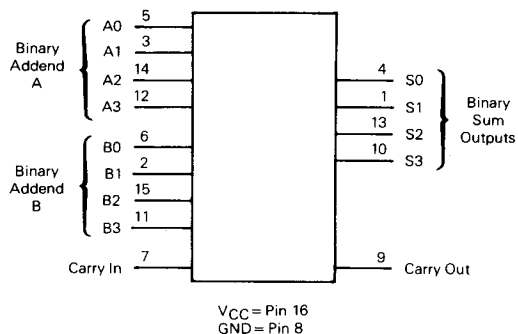 Binary
Addend
A
A0 5
A1 3
A2 14
A3 12
Binary
Addend
B
B0 6
B1 2
B2 15
B3 11
Carry In 7
4 S0
1 S1
13 S2
10 S3
Binary
Sum
Outputs
9 Carry Out
VCC = Pin 16
GND = Pin 8